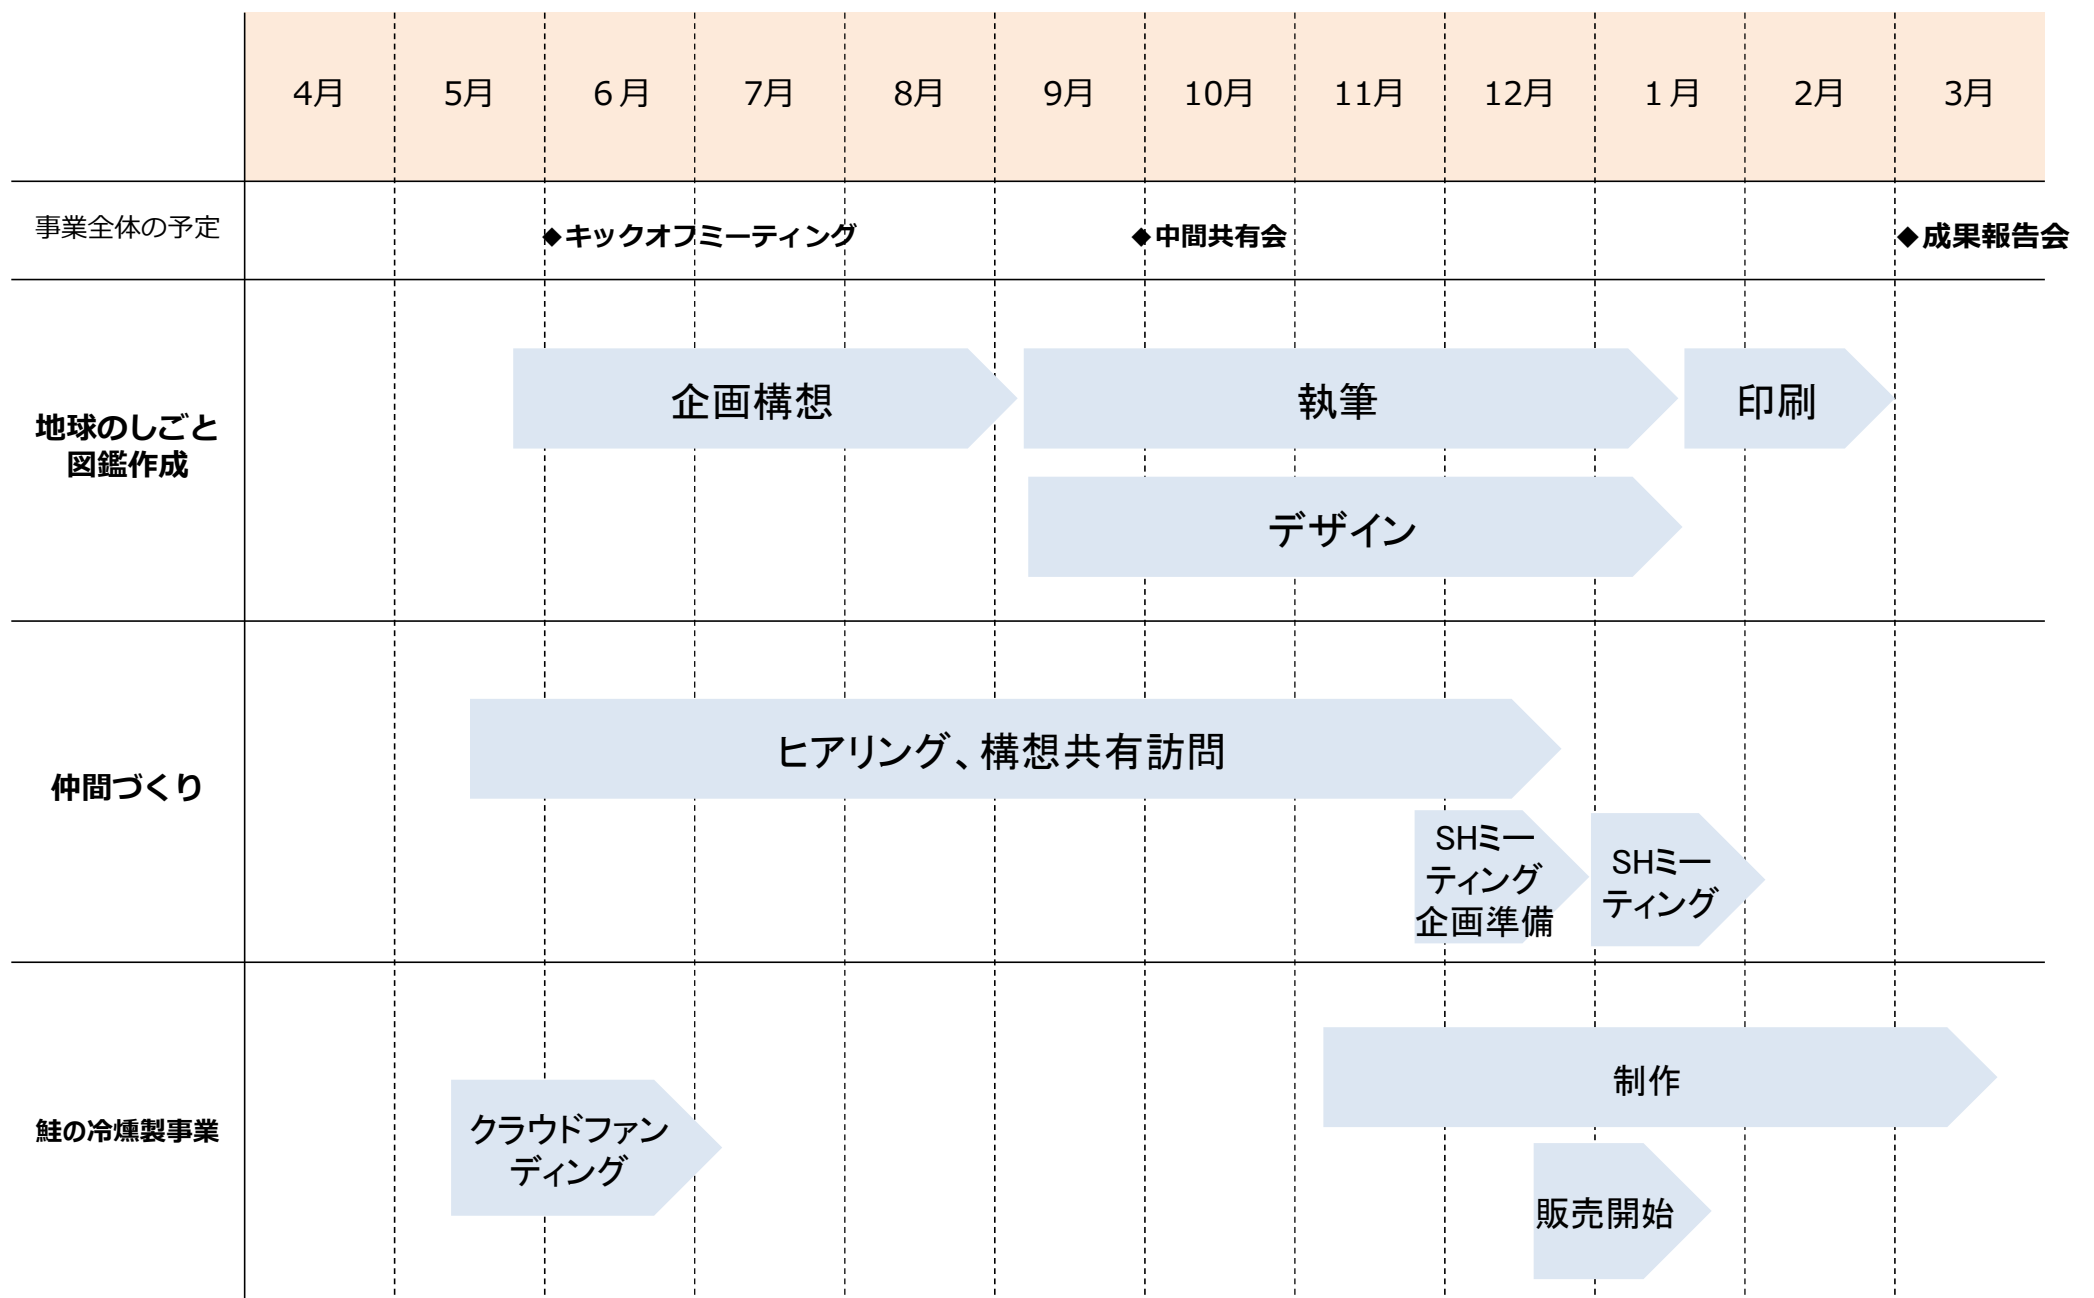 4月 5月 ６月 7月 8月 9月 10月 11月 12月 １月 2月 3月
事業全体の予定
◆キックオフミーティング ◆中間共有会 ◆成果報告会
地球のしごと
図鑑作成
企画構想 執筆 印刷
デザイン
仲間づくり
ヒアリング、構想共有訪問
SHミー
ティング
企画準備
SHミー
ティング
鮭の冷燻製事業
クラウドファン
ディング
制作
販売開始